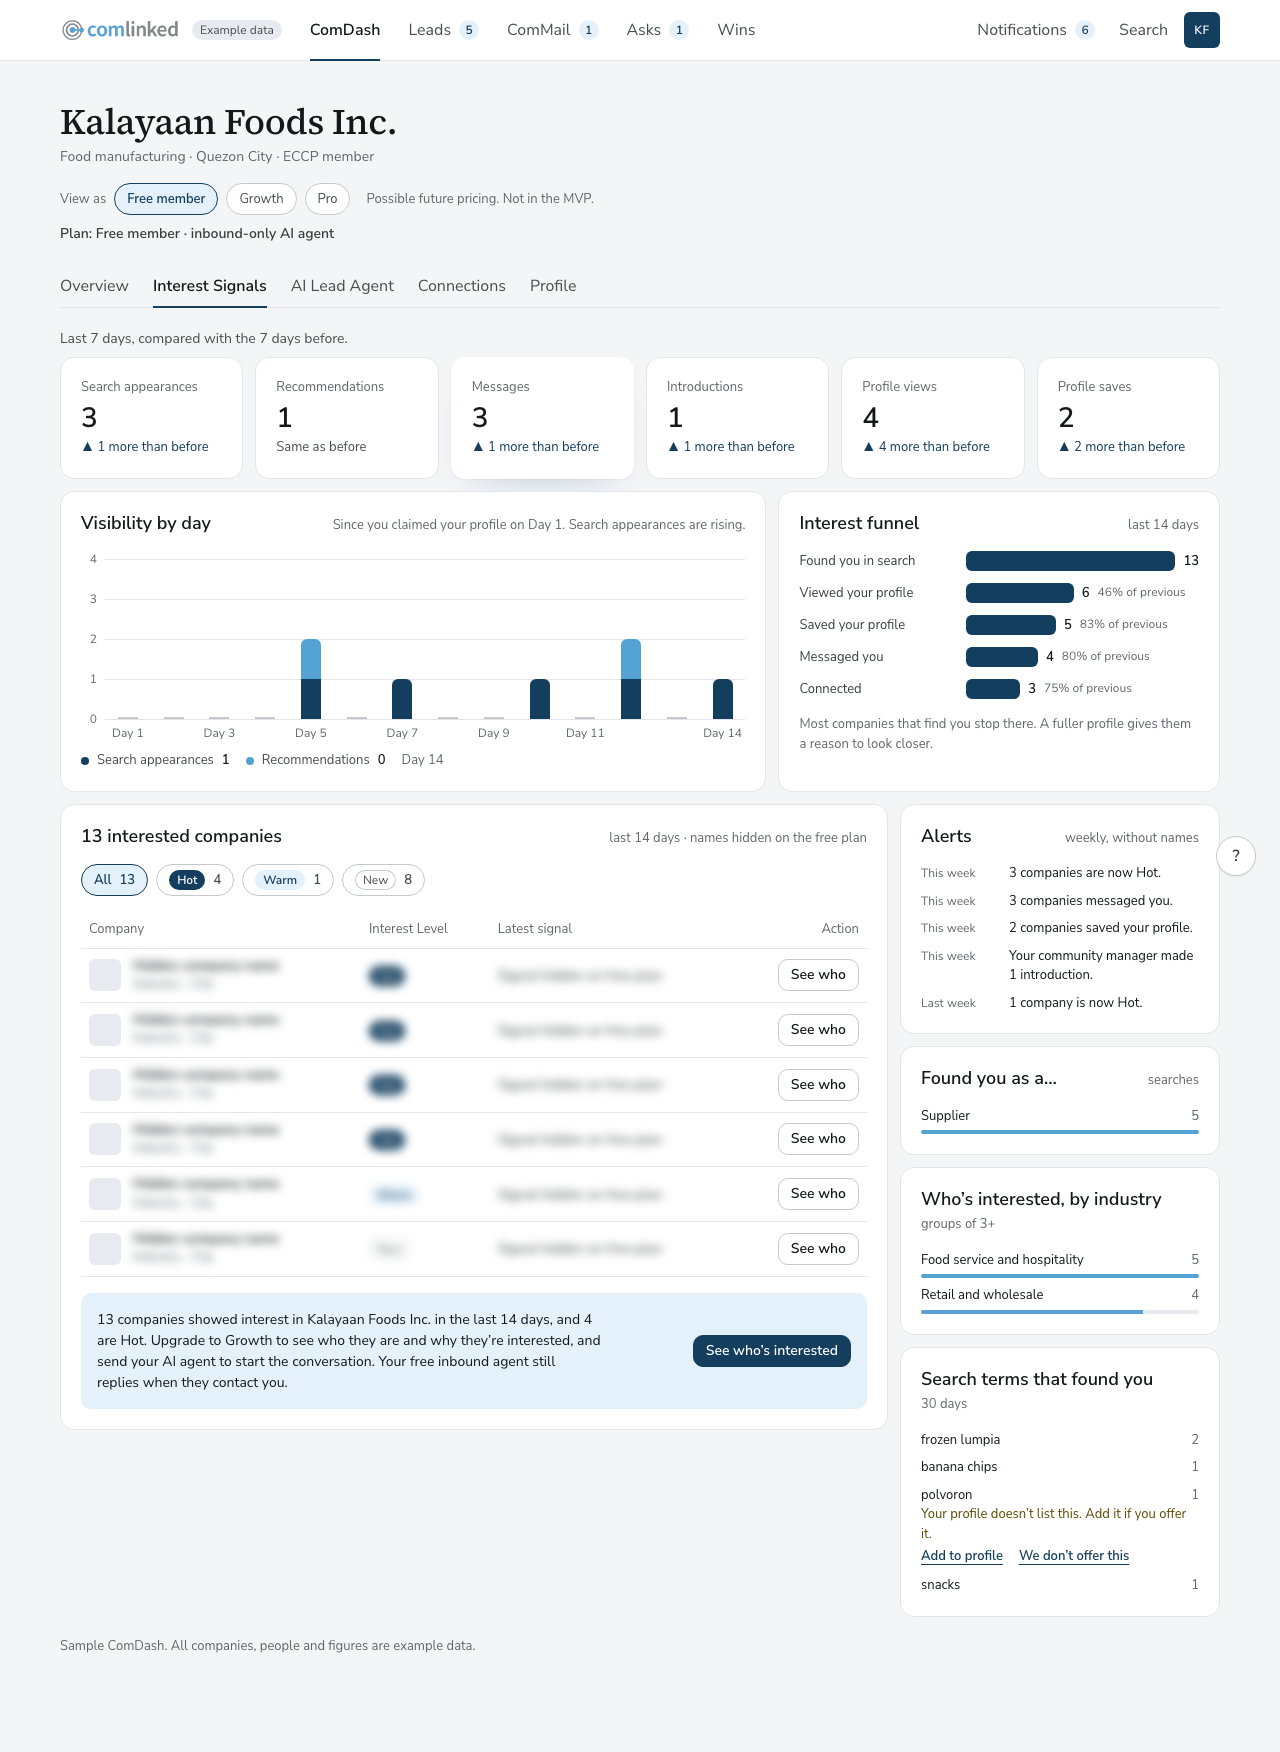 comlinked
Example data
ComDash
Leads 5
ComMail 1
Asks 1
Wins
Notifications 6
Search
KF
Kalayaan Foods Inc.
Food manufacturing · Quezon City · ECCP member
View as Free member Growth Pro Possible future pricing. Not in the MVP.
Plan: Free member · inbound-only AI agent
Overview Interest Signals AI Lead Agent Connections Profile
Last 7 days, compared with the 7 days before.
Search appearances
3
▲ 1 more than before
Recommendations
1
Same as before
Messages
3
▲ 1 more than before
Introductions
1
▲ 1 more than before
Profile views
4
▲ 4 more than before
Profile saves
2
▲ 2 more than before
Visibility by day
Since you claimed your profile on Day 1. Search appearances are rising.
4
3
2
1
0
Day 1 Day 3 Day 5 Day 7 Day 9 Day 11 Day 14
Search appearances 1 Recommendations 0 Day 14
Interest funnel
last 14 days
Found you in search 13
Viewed your profile 6 46% of previous
Saved your profile 5 83% of previous
Messaged you 4 80% of previous
Connected 3 75% of previous
Most companies that find you stop there. A fuller profile gives them
a reason to look closer.
13 interested companies
last 14 days · names hidden on the free plan
All 13 Hot 4 Warm 1 New 8
Company Interest Level Latest signal Action
See who
See who
See who
See who
See who
See who
13 companies showed interest in Kalayaan Foods Inc. in the last 14 days, and 4
are Hot. Upgrade to Growth to see who they are and why they’re interested, and
send your AI agent to start the conversation. Your free inbound agent still
replies when they contact you.
See who’s interested
Alerts
weekly, without names
This week 3 companies are now Hot.
This week 3 companies messaged you.
This week 2 companies saved your profile.
This week Your community manager made
1 introduction.
Last week 1 company is now Hot.
?
Found you as a…
searches
Supplier 5
Who’s interested, by industry
groups of 3+
Food service and hospitality 5
Retail and wholesale 4
Search terms that found you
30 days
frozen lumpia 2
banana chips 1
polvoron 1
Your profile doesn’t list this. Add it if you offer
it.
Add to profile We don’t offer this
snacks 1
Sample ComDash. All companies, people and figures are example data.